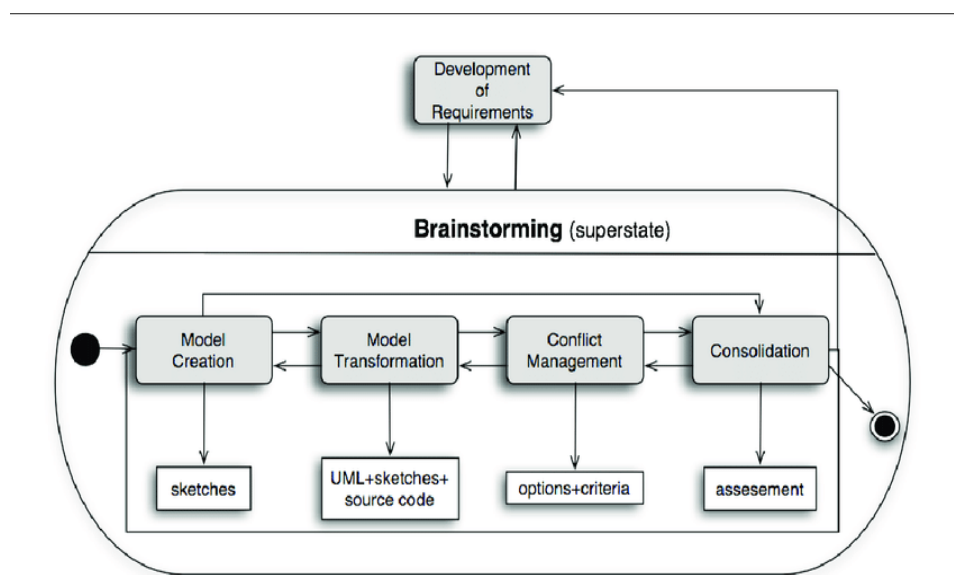 Development
of
Requirements
Brainstorming (superstate)
Model
Creation
Model
Transformation
Conflict
Management
Consolidation
sketches
UML+sketches+
source code
options+criteria
assesement